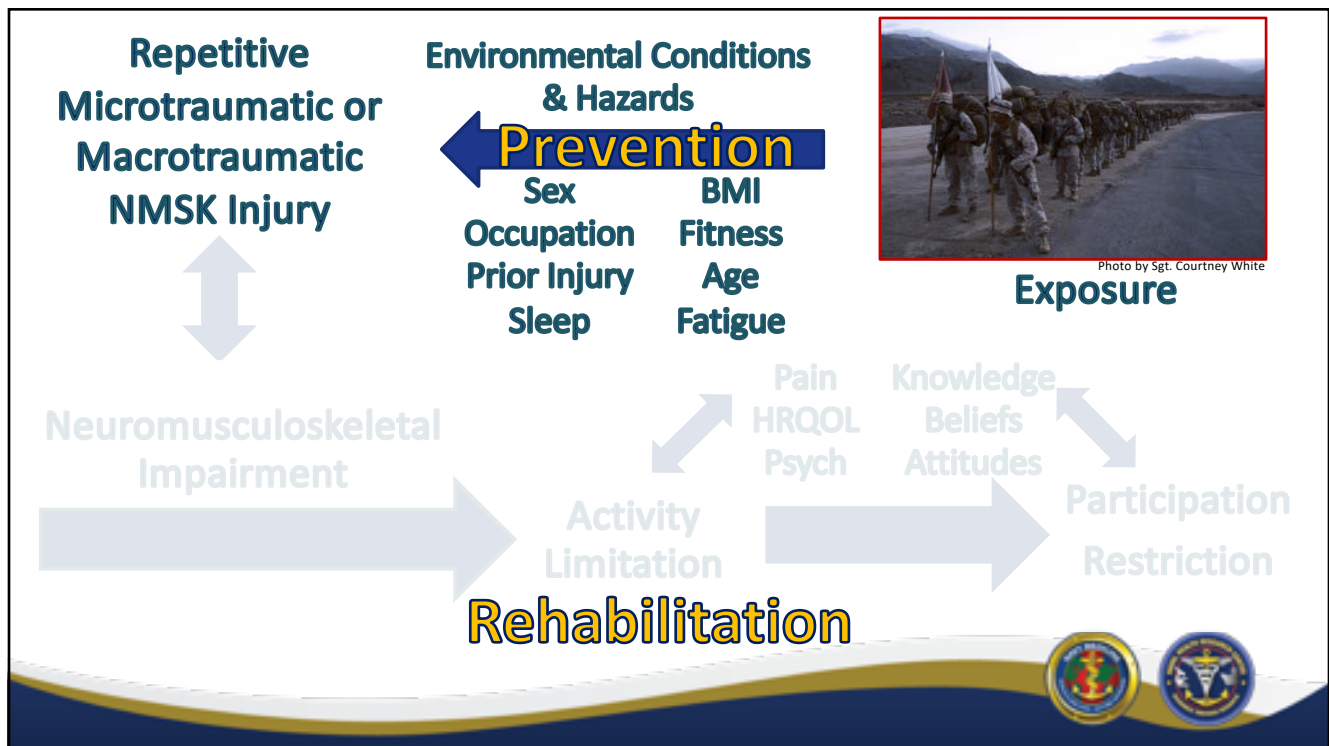 Repetitive
Microtraumatic or
Macrotraumatic
NMSK Injury
Environmental Conditions
& Hazards
Prevention
Sex
Occupation
Prior Injury
Sleep
BMI
Fitness
Age
Fatigue
Photo by Sgt. Courtney White
Exposure
Neuromusculoskeletal
Impairment
Activity
Limitation
Pain
HRQOL
Psych
Knowledge
Beliefs
Attitudes
Participation
Restriction
Rehabilitation